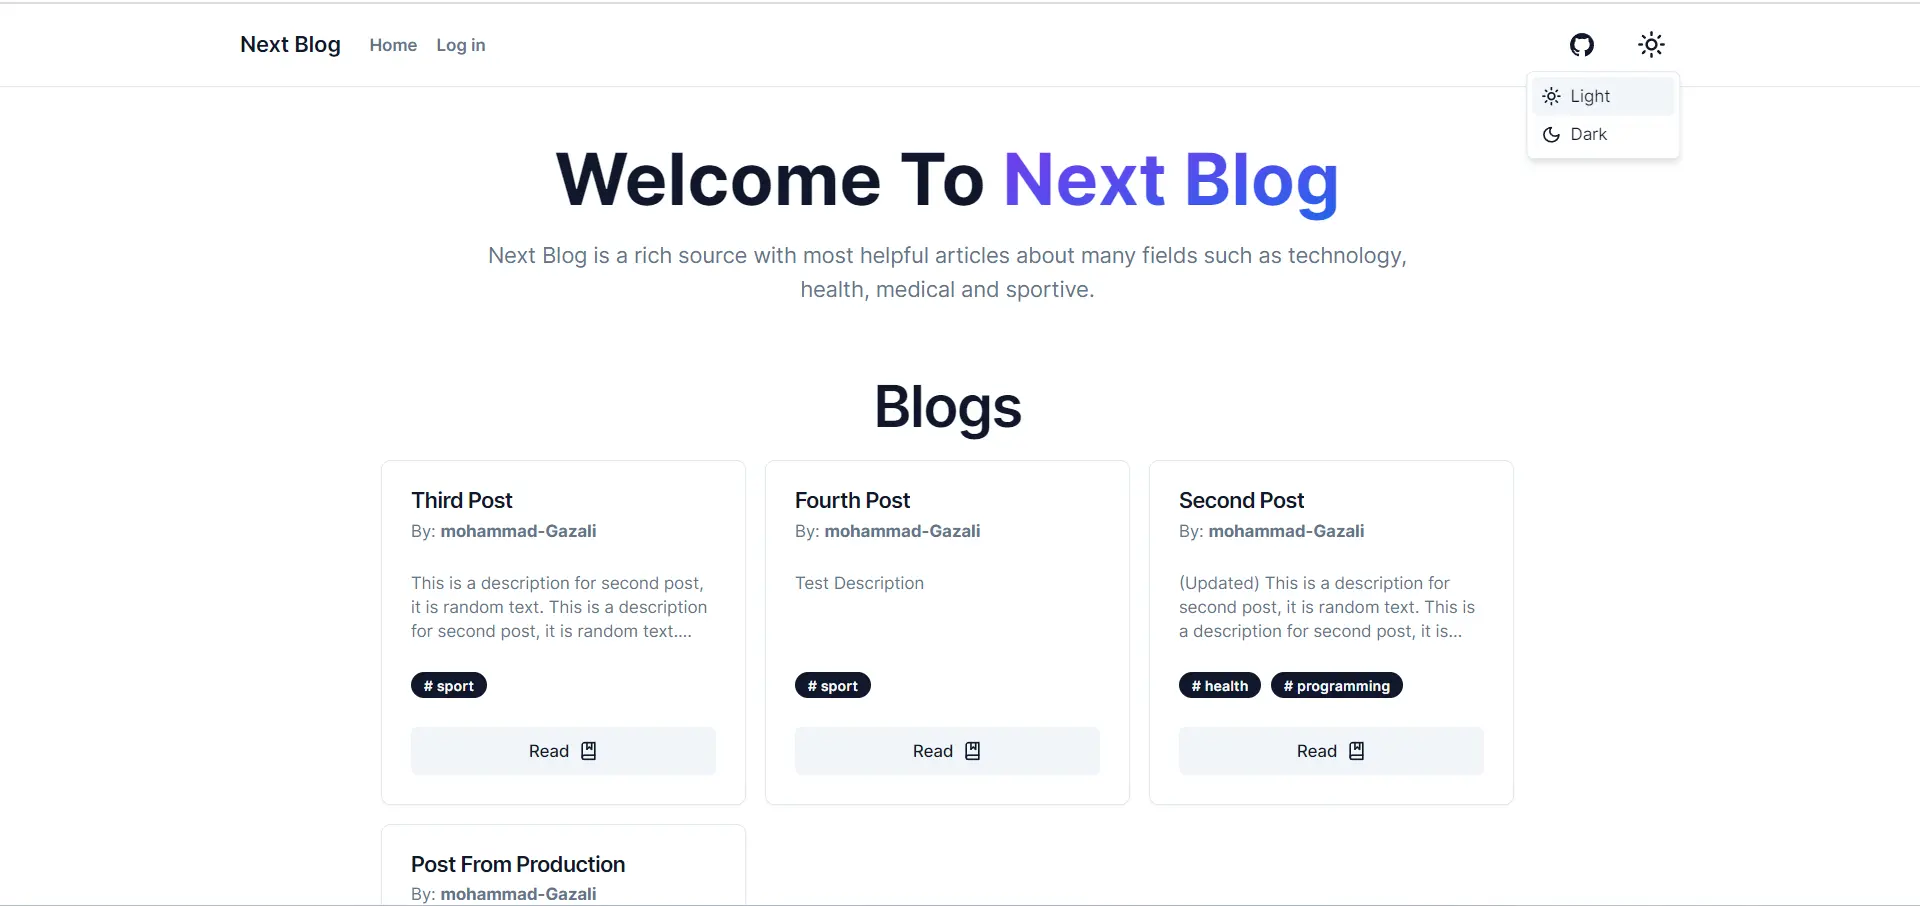 Next Blog Home Log in
Light
Dark
Welcome To Next Blog
Next Blog is a rich source with most helpful articles about many fields such as technology,
health, medical and sportive.
Blogs
Third Post
By: mohammad-Gazali
This is a description for second post,
it is random text. This is a description
for second post, it is random text....
# sport
Read
Fourth Post
By: mohammad-Gazali
Test Description
# sport
Read
Second Post
By: mohammad-Gazali
(Updated) This is a description for
second post, it is random text. This is
a description for second post, it is...
# health # programming
Read
Post From Production
By: mohammad-Gazali